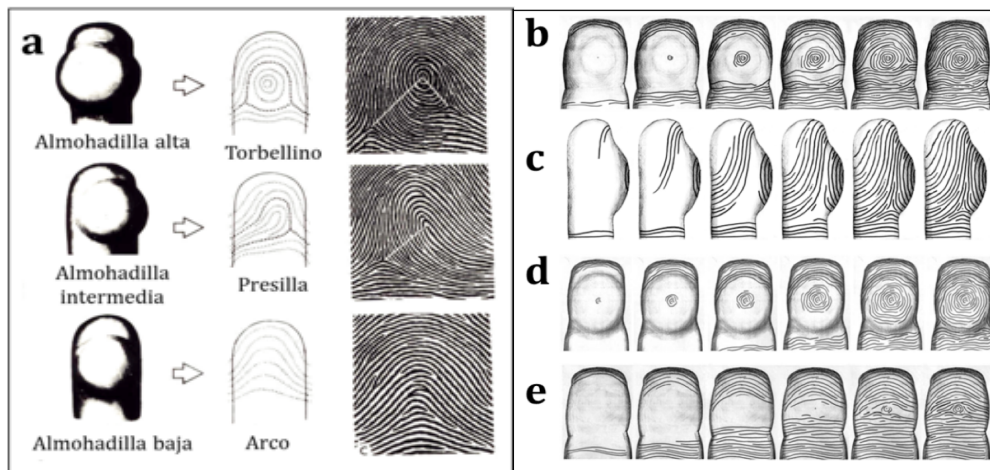 a
Almohadilla alta
Torbellino
Almohadilla
intermedia
Presilla
Almohadilla baja
Arco
b
c
d
e